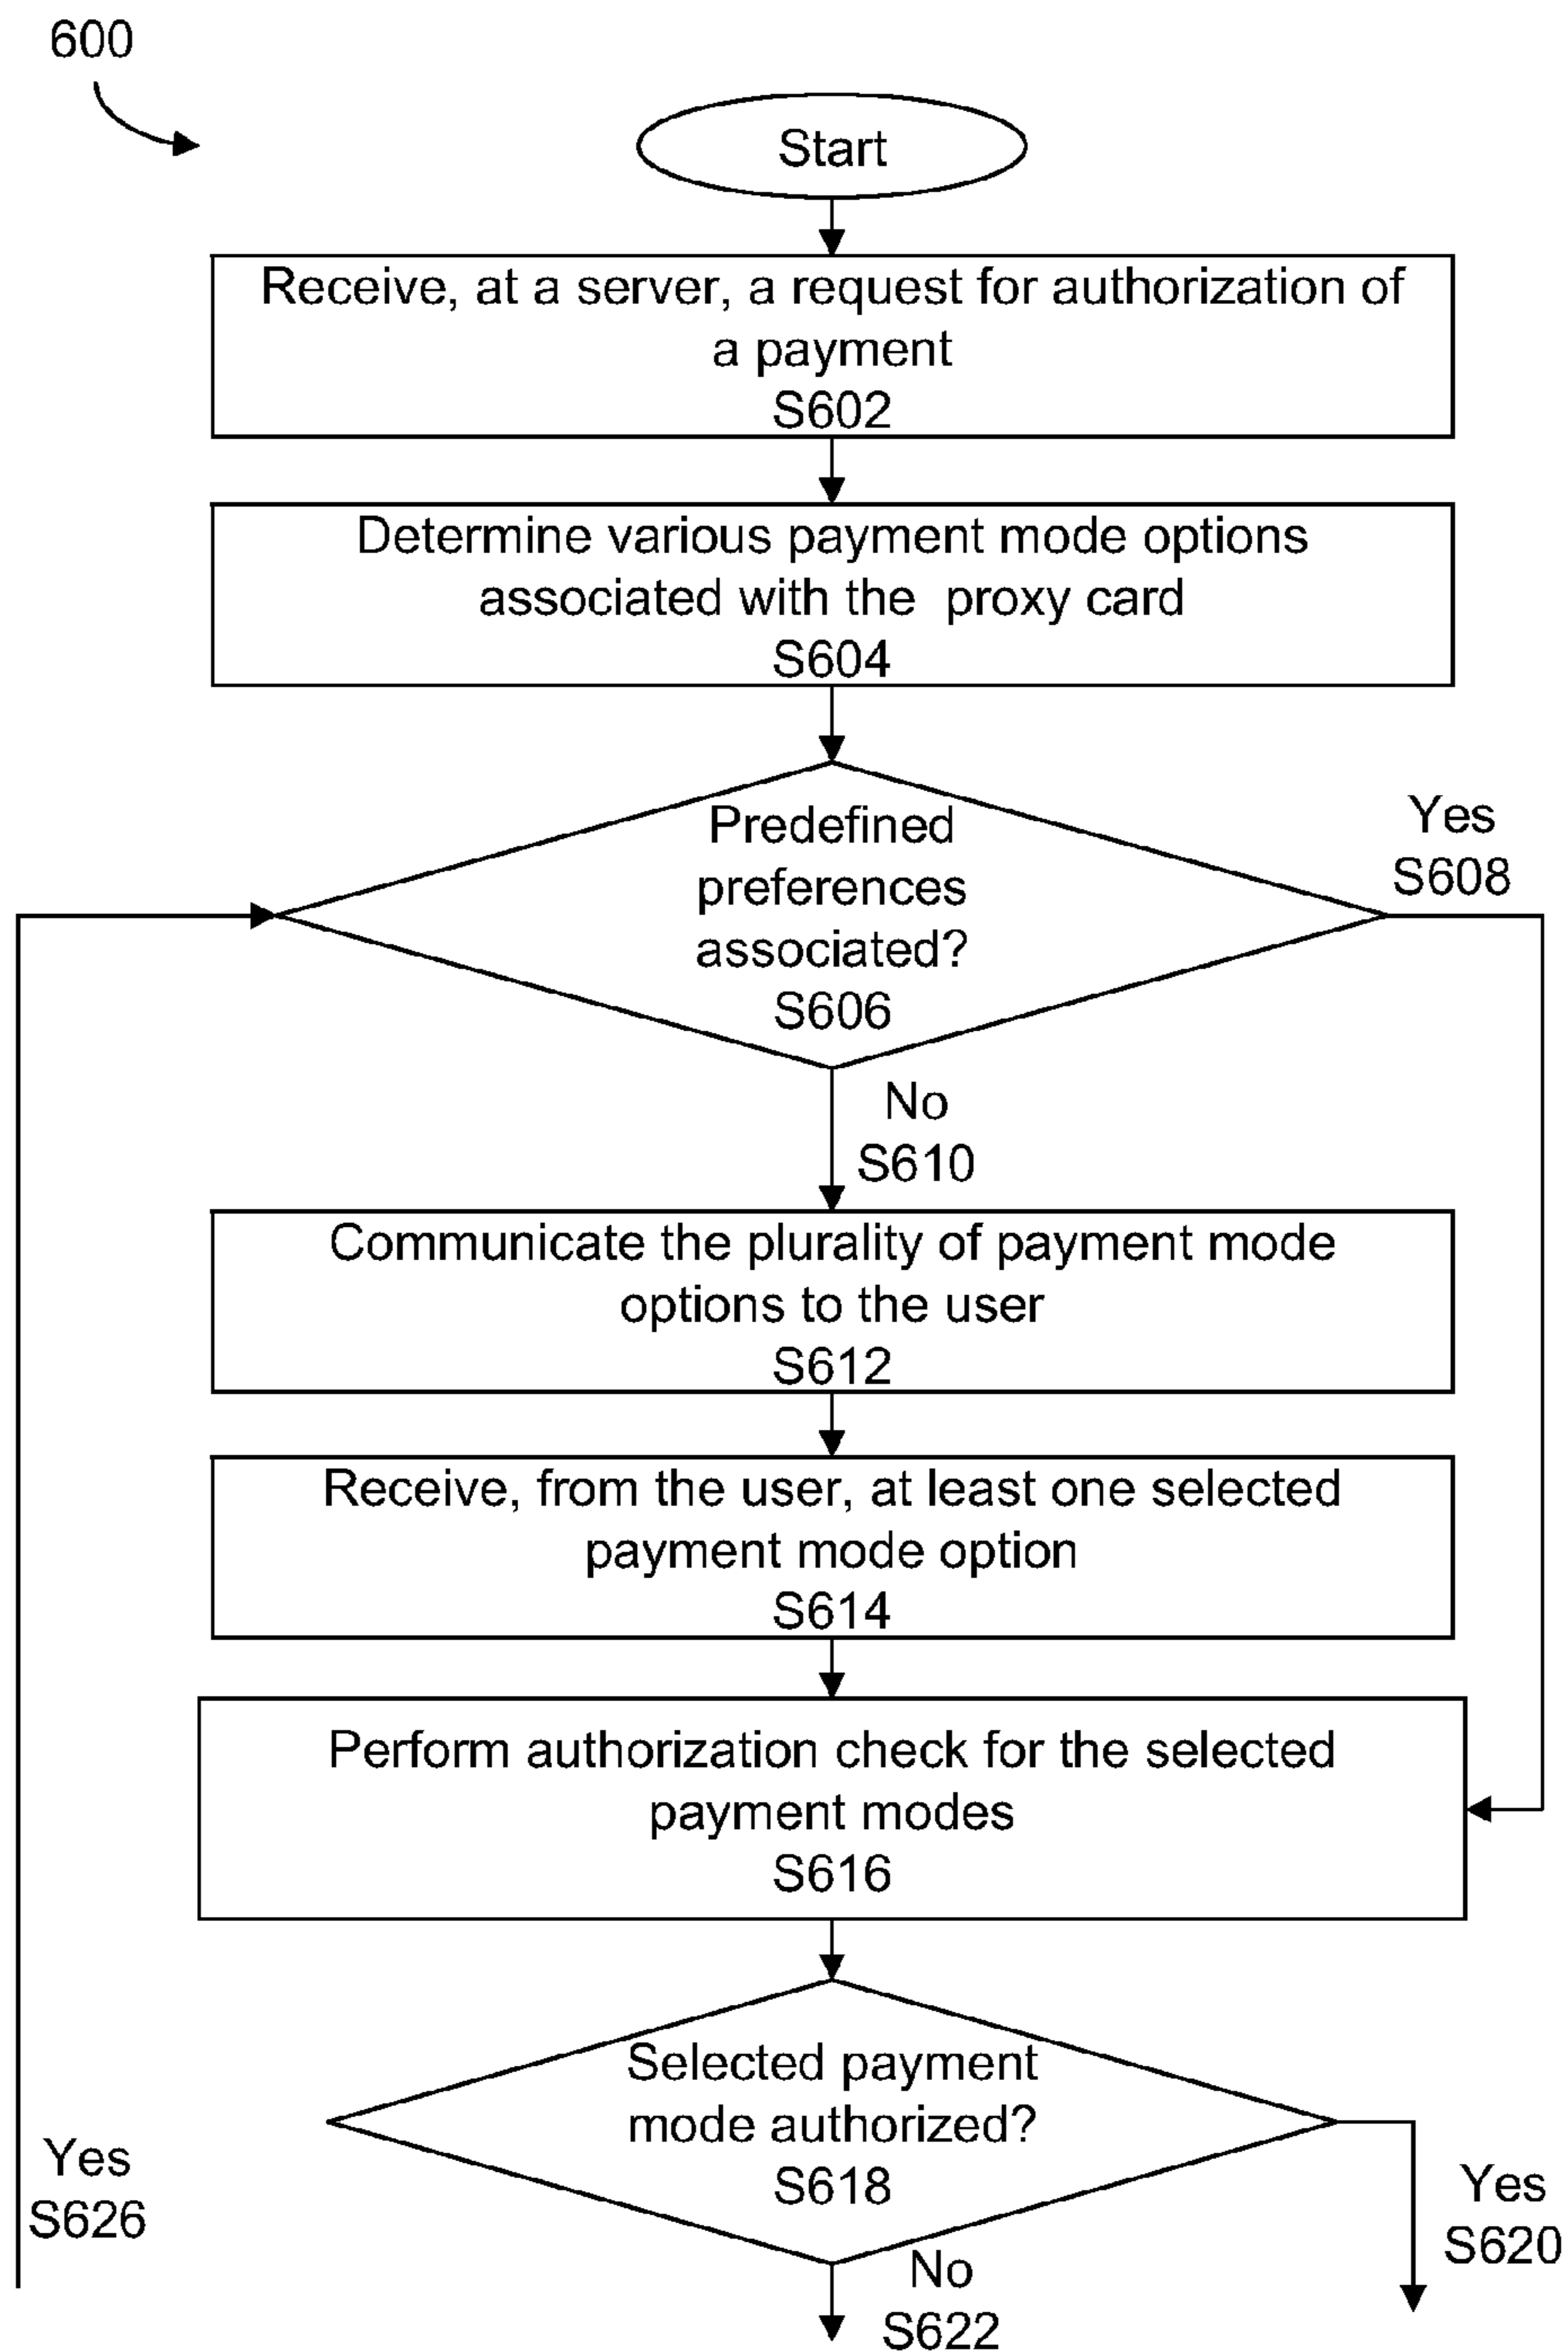 600
Start
Receive, at a server, a request for authorization of
a payment
S602
Determine various payment mode options
associated with the proxy card
S604
Predefined
preferences
associated?
S606
Yes
S608
No
S610
Communicate the plurality of payment mode
options to the user
S612
Receive, from the user, at least one selected
payment mode option
S614
Perform authorization check for the selected
payment modes
S616
Selected payment
mode authorized?
S618
Yes
S626
Yes
S620
No
S622